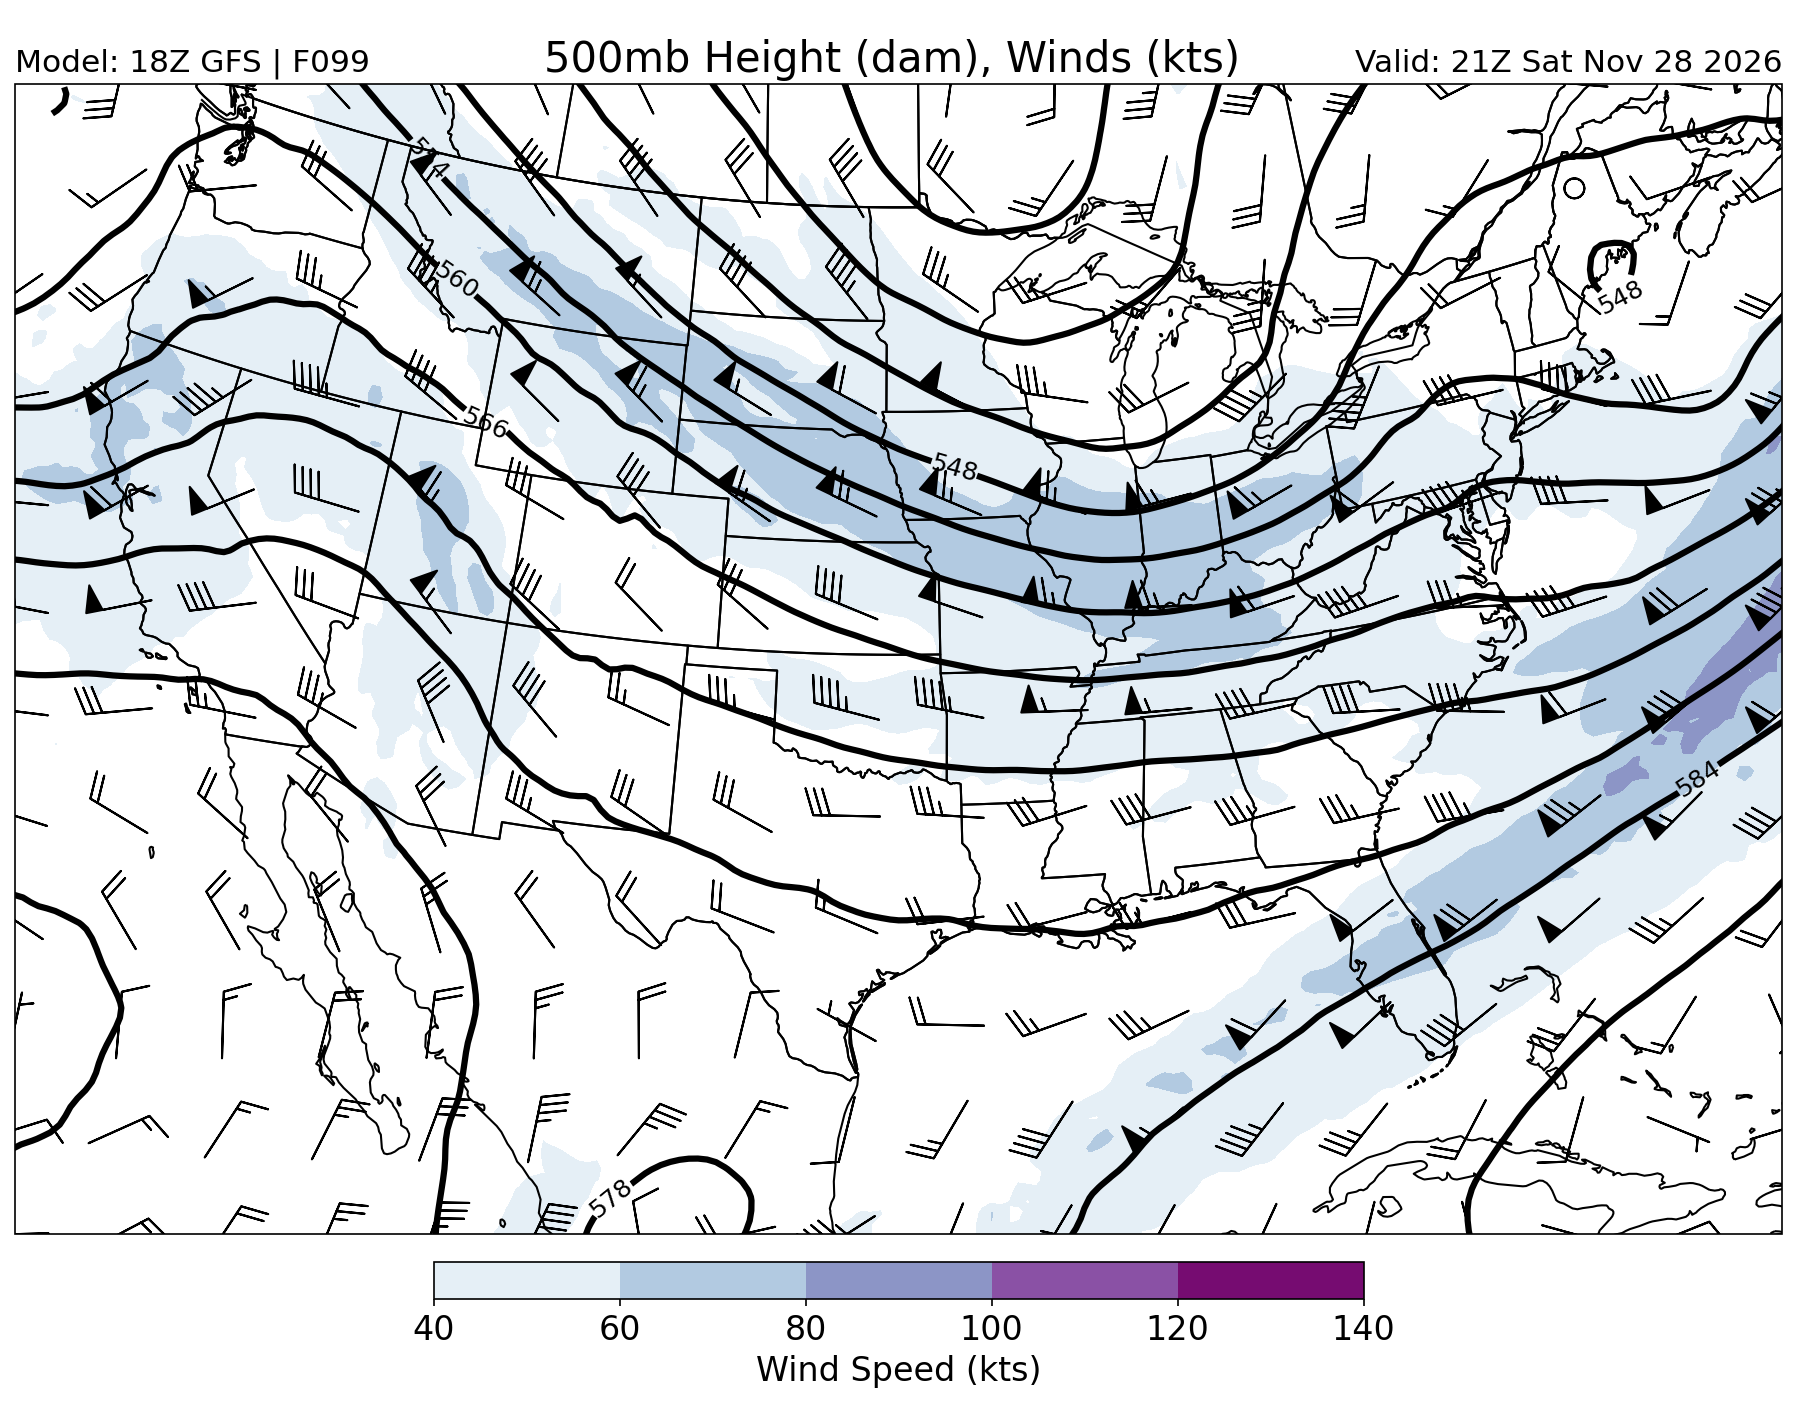 500mb Height (dam), Winds (kts)
Model: 18Z GFS | F099
Valid: 21Z Sat Nov 28 2026
560
566
548
548
584
578
40 60 80 100 120 140
Wind Speed (kts)